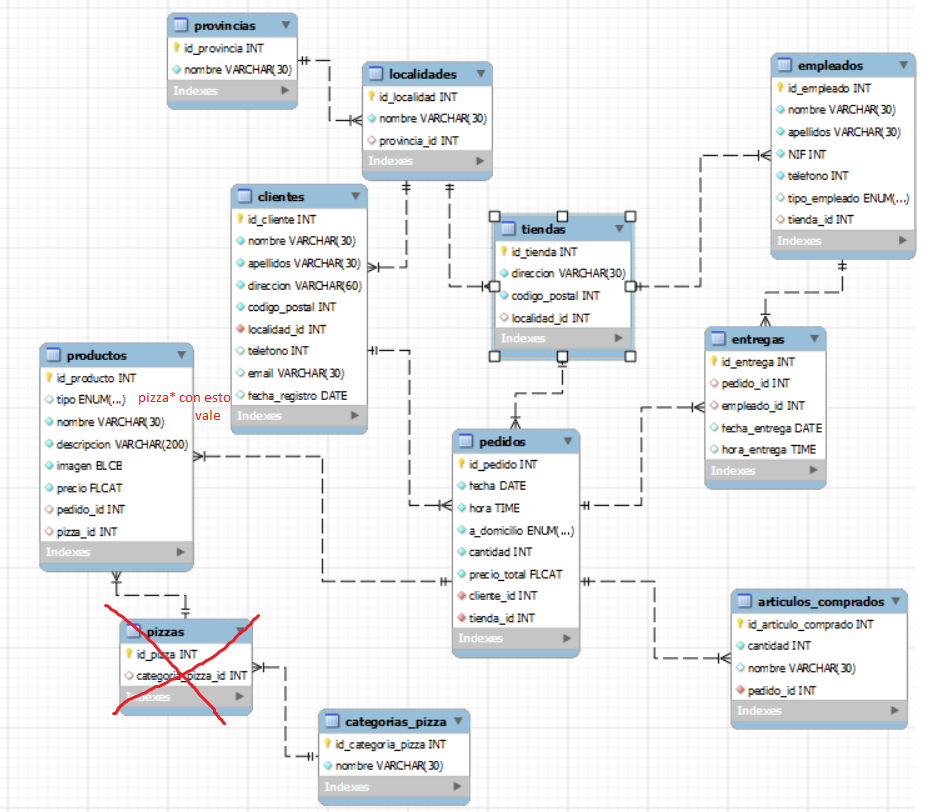 provincias
id_provincia INT
nombre VARCHAR(30)
Indexes
localidades
id_localidad INT
nombre VARCHAR(30)
provincia_id INT
Indexes
empleados
id_empleado INT
nombre VARCHAR(30)
apellidos VARCHAR(30)
NIF INT
telefono INT
tipo_empleado ENUM(...)
tienda_id INT
Indexes
clientes
id_cliente INT
nombre VARCHAR(30)
apellidos VARCHAR(30)
direccion VARCHAR(60)
codigo_postal INT
localidad_id INT
telefono INT
email VARCHAR(30)
fecha_registro DATE
Indexes
tiendas
id_tienda INT
direccion VARCHAR(30)
codigo_postal INT
localidad_id INT
Indexes
productos
id_producto INT
tipo ENUM(...)
nombre VARCHAR(30)
descripcion VARCHAR(200)
imagen BLOB
precio FLOAT
pedido_id INT
pizza_id INT
Indexes
pizza* con esto
vale
entregas
id_entrega INT
pedido_id INT
empleado_id INT
fecha_entrega DATE
hora_entrega TIME
Indexes
pedidos
id_pedido INT
fecha DATE
hora TIME
a_domicilio ENUM(...)
cantidad INT
precio_total FLOAT
cliente_id INT
tienda_id INT
Indexes
pizzas
id_pizza INT
categoria_pizza_id INT
Indexes
articulos_comprados
id_articulo_comprado INT
cantidad INT
nombre VARCHAR(30)
pedido_id INT
Indexes
categorias_pizza
id_categoria_pizza INT
nombre VARCHAR(30)
Indexes